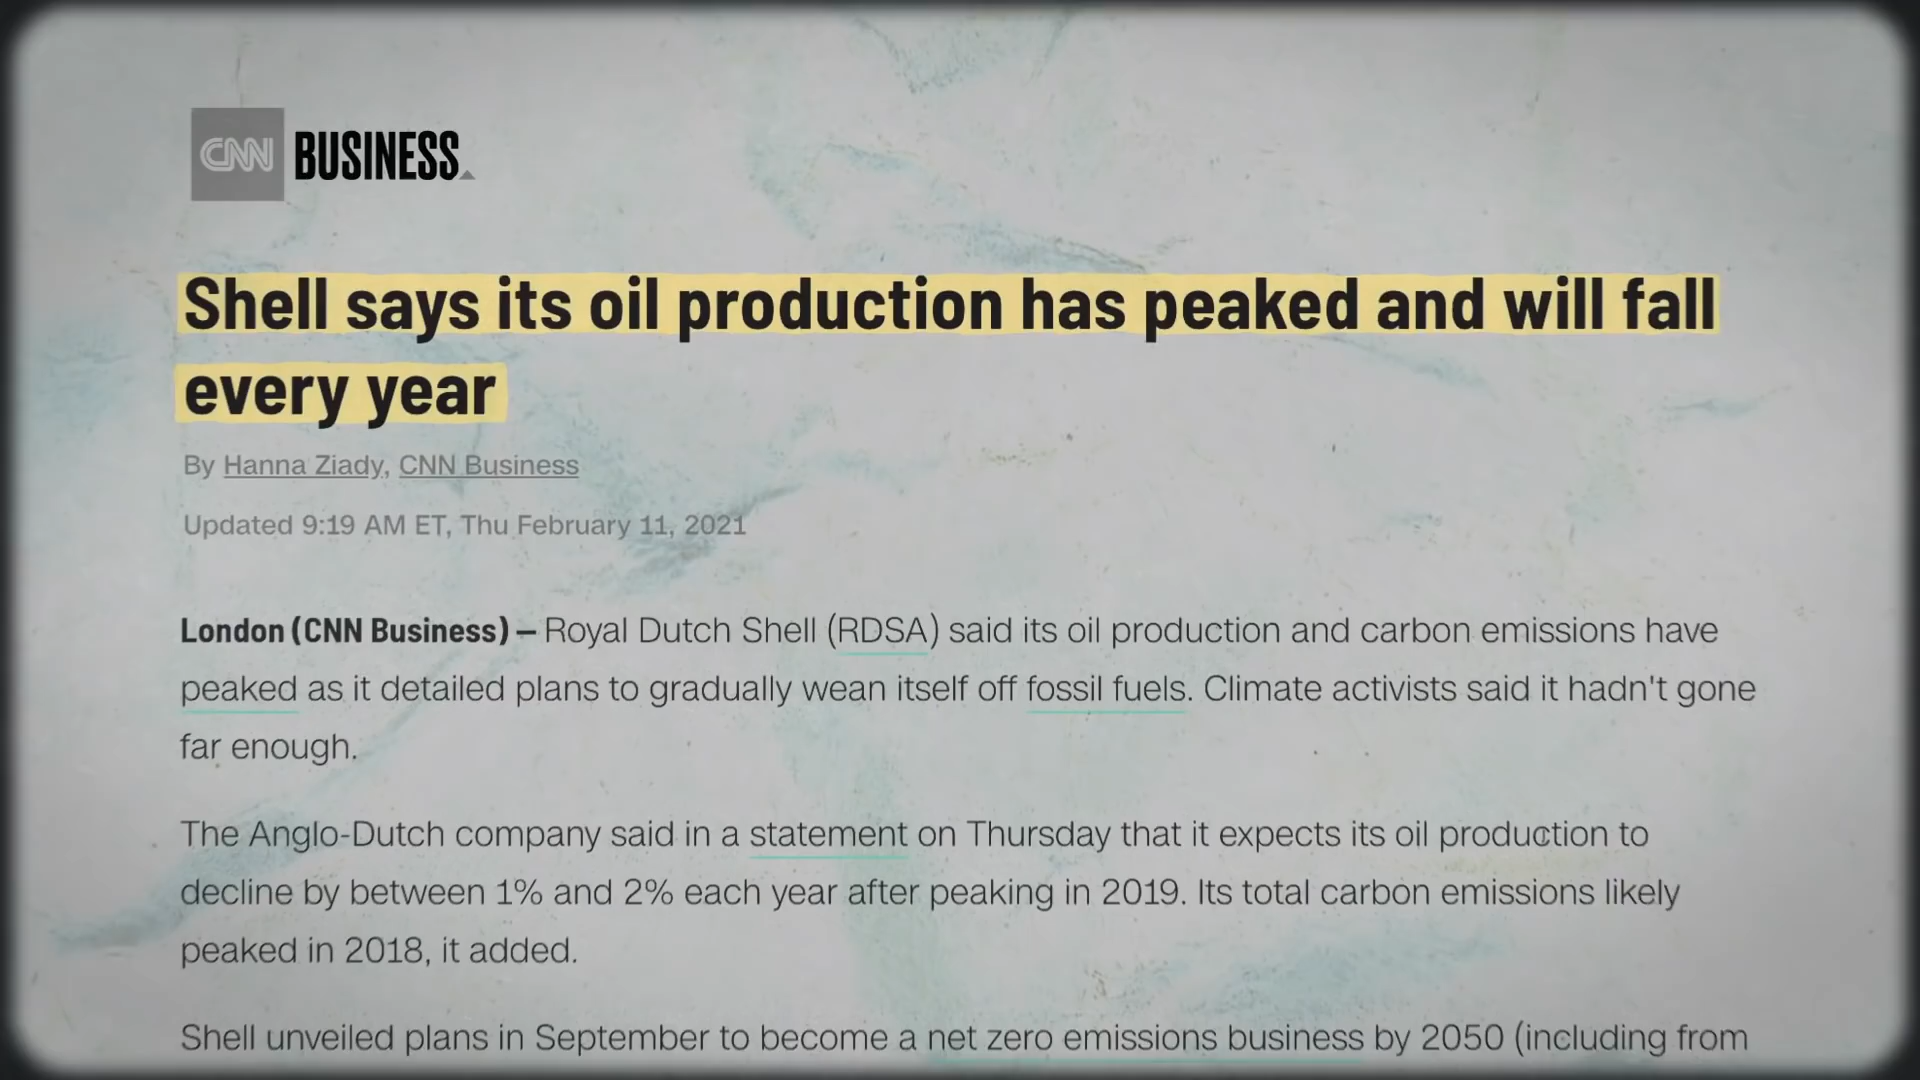 CNN BUSINESS
Shell says its oil production has peaked and will fall
every year
By Hanna Ziady, CNN Business
Updated 9:19 AM ET, Thu February 11, 2021
London (CNN Business) – Royal Dutch Shell (RDSA) said its oil production and carbon emissions have
peaked as it detailed plans to gradually wean itself off fossil fuels. Climate activists said it hadn't gone
far enough.
The Anglo-Dutch company said in a statement on Thursday that it expects its oil production to
decline by between 1% and 2% each year after peaking in 2019. Its total carbon emissions likely
peaked in 2018, it added.
Shell unveiled plans in September to become a net zero emissions business by 2050 (including from